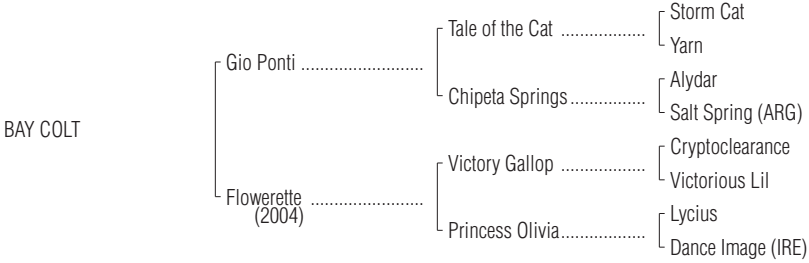 Storm Cat
Tale of the Cat ..................
Yarn
Gio Ponti .........................
Alydar
Chipeta Springs................
Salt Spring (ARG)
BAY COLT
Cryptoclearance
Victory Gallop ..................
Victorious Lil
Flowerette .......................
(2004)
Lycius
Princess Olivia..................
Dance Image (IRE)